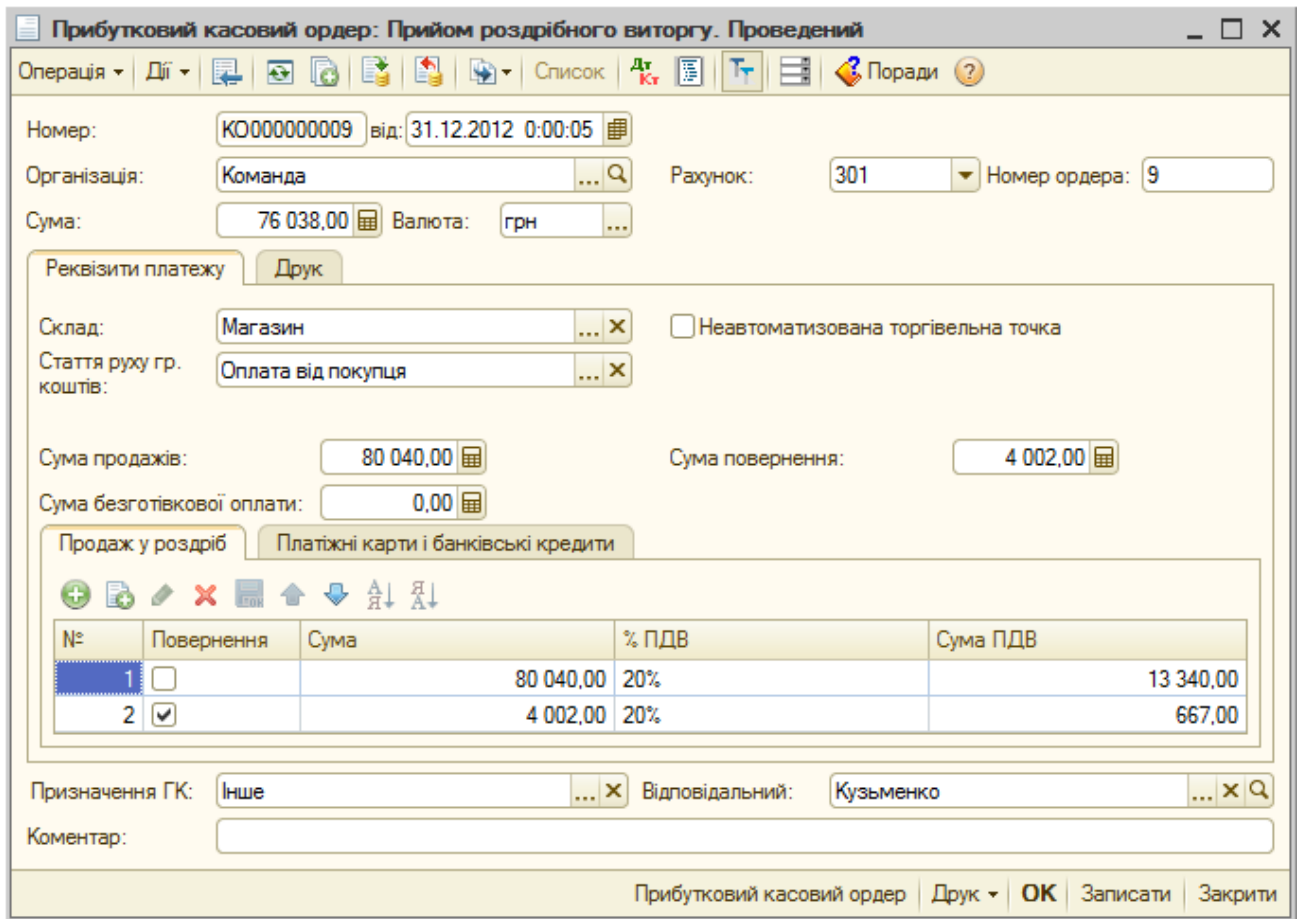 Прибутковий касовий ордер: Прийом роздрібного виторгу. Проведений
Операція Дії Список Дт Кт Поради
Номер: КО000000009 від: 31.12.2012 0:00:05
Організація: Команда ... Рахунок: 301 Номер ордера: 9
Сума: 76 038,00 Валюта: грн ...
Реквізити платежу Друк
Склад: Магазин ... Неавтоматизована торгівельна точка
Стаття руху гр.
коштів: Оплата від покупця ...
Сума продажів: 80 040,00 Сума повернення: 4 002,00
Сума безготівкової оплати: 0,00
Продаж у роздріб Платіжні карти і банківські кредити
№ Повернення Сума % ПДВ Сума ПДВ
1 80 040,00 20% 13 340,00
2 4 002,00 20% 667,00
Призначення ГК: Інше ... Відповідальний: Кузьменко ...
Коментар:
Прибутковий касовий ордер Друк ОК Записати Закрити